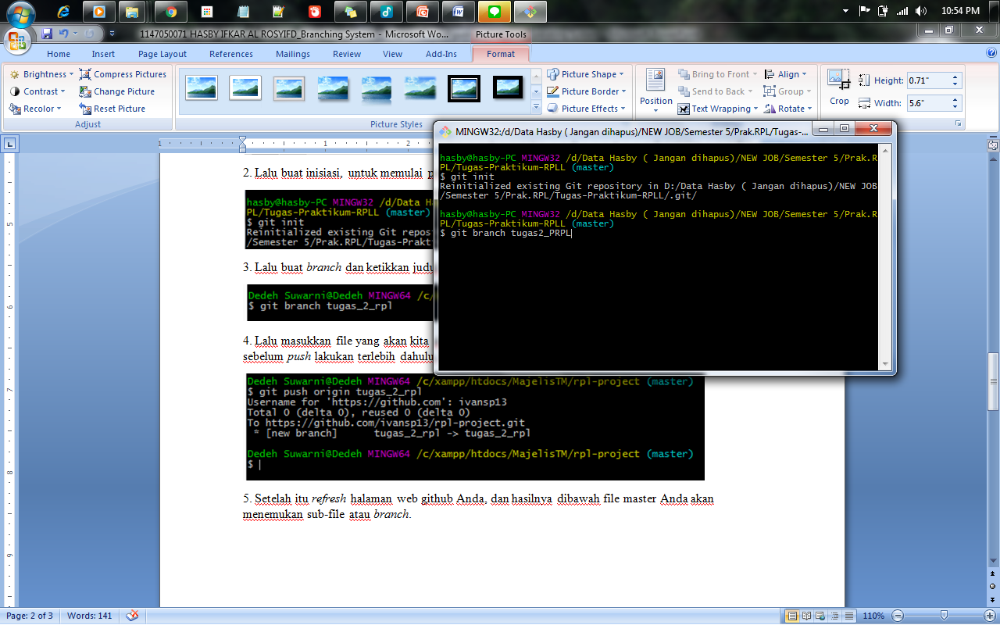 10:54 PM
1147050071 HASBY IFKAR AL ROSYIFD_Branching System - Microsoft Wo...
Picture Tools
Home Insert Page Layout References Mailings Review View Add-Ins Format
Brightness Compress Pictures
Contrast Change Picture
Recolor Reset Picture
Adjust
Picture Styles
Picture Shape
Picture Border
Picture Effects
Position
Bring to Front
Send to Back
Text Wrapping
Align
Group
Rotate
Crop
Height: 0.71"
Width: 5.6"
1 1 2
5
6
7
8
9
2. Lalu buat inisiasi, untuk memulai p
hasby@hasby-PC MINGW32 /d/Data H
PL/Tugas-Praktikum-RPLL (master)
$ git init
Reinitialized existing Git repos
/Semester 5/Prak.RPL/Tugas-Prakt
3. Lalu buat branch dan ketikkan judu
Dedeh Suwarni@Dedeh MINGW64 /c/
$ git branch tugas_2_rpl
4. Lalu masukkan file yang akan kita
sebelum push lakukan terlebih dahulu
Dedeh Suwarni@Dedeh MINGW64 /c/xampp/htdocs/MajelisTM/rpl-project (master)
$ git push origin tugas_2_rpl
Username for 'https://github.com': ivansp13
Total 0 (delta 0), reused 0 (delta 0)
To https://github.com/ivansp13/rpl-project.git
 * [new branch]      tugas_2_rpl -> tugas_2_rpl
Dedeh Suwarni@Dedeh MINGW64 /c/xampp/htdocs/MajelisTM/rpl-project (master)
$
5. Setelah itu refresh halaman web github Anda, dan hasilnya dibawah file master Anda akan
menemukan sub-file atau branch.
MINGW32:/d/Data Hasby ( Jangan dihapus)/NEW JOB/Semester 5/Prak.RPL/Tugas-...
hasby@hasby-PC MINGW32 /d/Data Hasby ( Jangan dihapus)/NEW JOB/Semester 5/Prak.R
PL/Tugas-Praktikum-RPLL (master)
$ git init
Reinitialized existing Git repository in D:/Data Hasby ( Jangan dihapus)/NEW JOB
/Semester 5/Prak.RPL/Tugas-Praktikum-RPLL/.git/
hasby@hasby-PC MINGW32 /d/Data Hasby ( Jangan dihapus)/NEW JOB/Semester 5/Prak.R
PL/Tugas-Praktikum-RPLL (master)
$ git branch tugas2_PRPL
Page: 2 of 3 Words: 141 110%